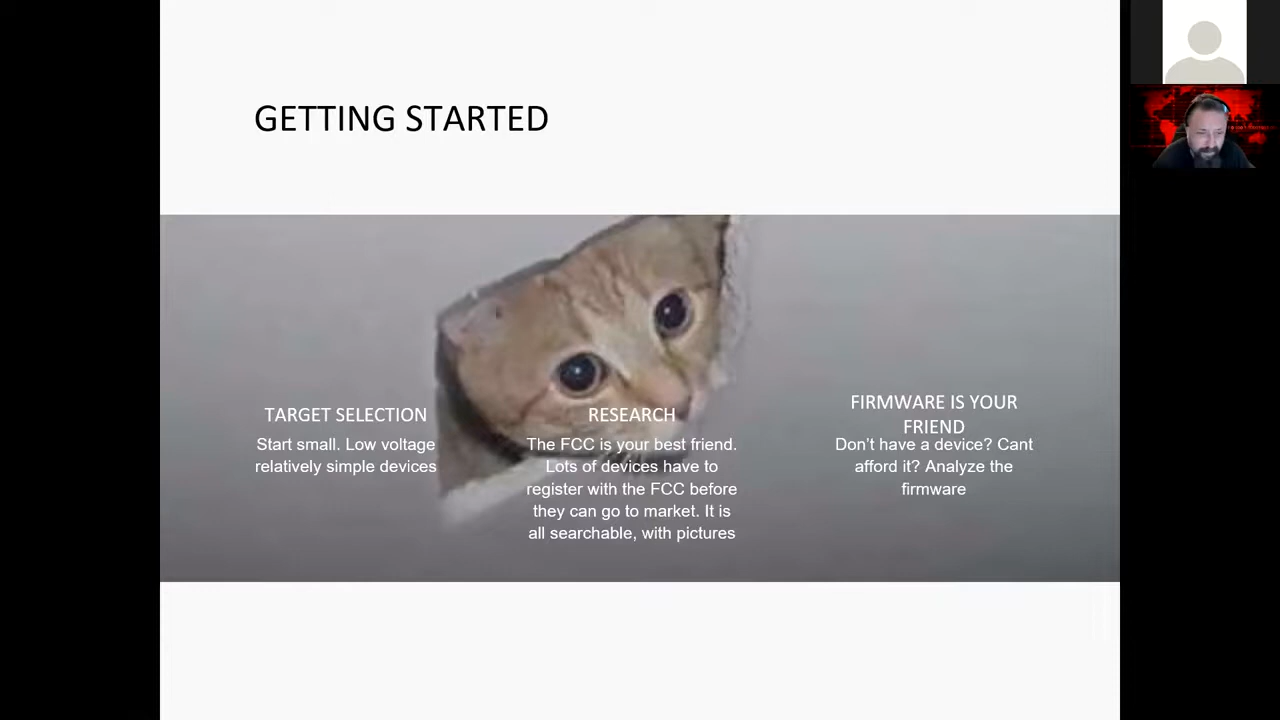 GETTING STARTED
TARGET SELECTION
Start small. Low voltage
relatively simple devices
RESEARCH
The FCC is your best friend.
Lots of devices have to
register with the FCC before
they can go to market. It is
all searchable, with pictures
FIRMWARE IS YOUR
FRIEND
Don’t have a device? Cant
afford it? Analyze the
firmware